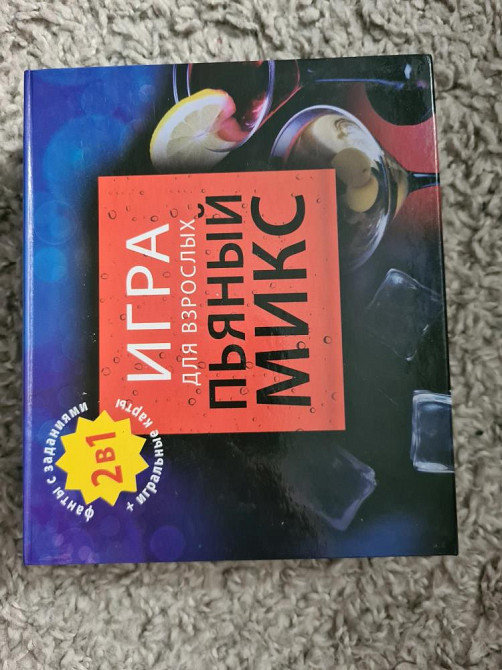 ИГРА
ДЛЯ ВЗРОСЛЫХ
ПЬЯНЫЙ
МИКС
фанты с заданиями
2в1
+ игральные карты